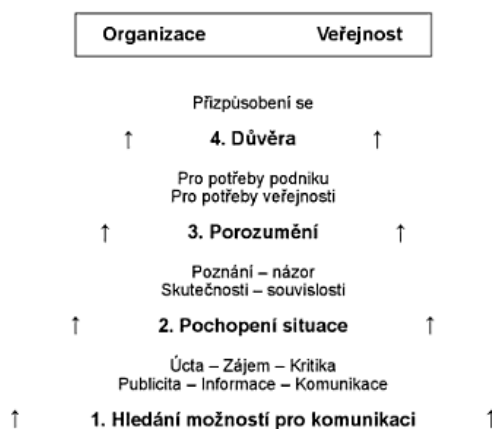 Organizace Veřejnost
Přizpůsobení se
↑ 4. Důvěra ↑
Pro potřeby podniku
Pro potřeby veřejnosti
↑ 3. Porozumění ↑
Poznání – názor
Skutečnosti – souvislosti
↑ 2. Pochopení situace ↑
Úcta – Zájem – Kritika
Publicita – Informace – Komunikace
↑ 1. Hledání možností pro komunikaci ↑